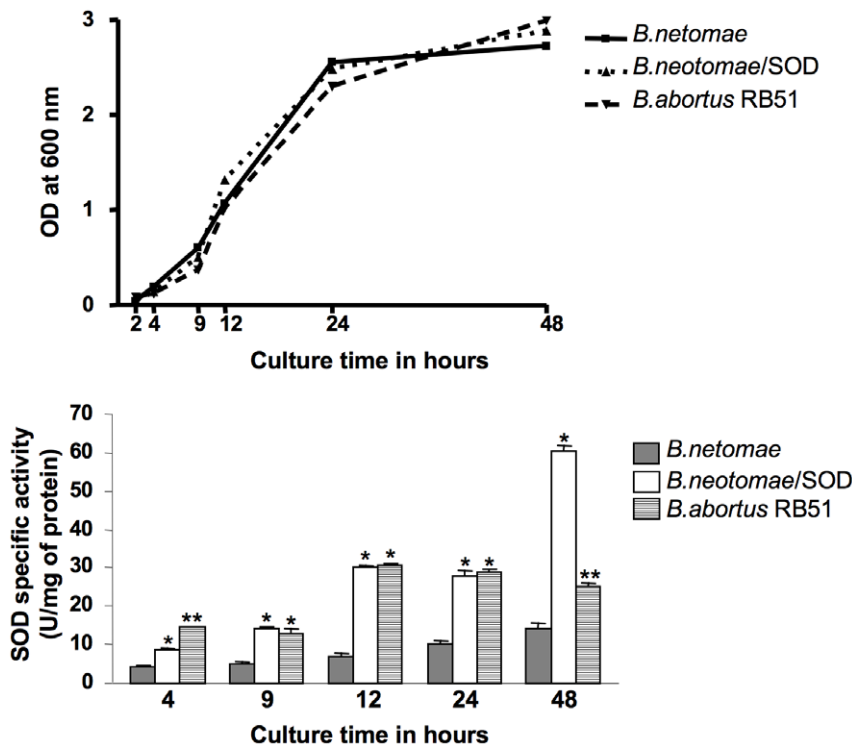 3
2
1
0
OD at 600 nm
2 4 9 12 24 48
Culture time in hours
B.netomae
B.neotomae/SOD
B.abortus RB51
70
60
50
40
30
20
10
0
SOD specific activity
(U/mg of protein)
* ** * * * * * * * **
4 9 12 24 48
Culture time in hours
B.netomae
B.neotomae/SOD
B.abortus RB51